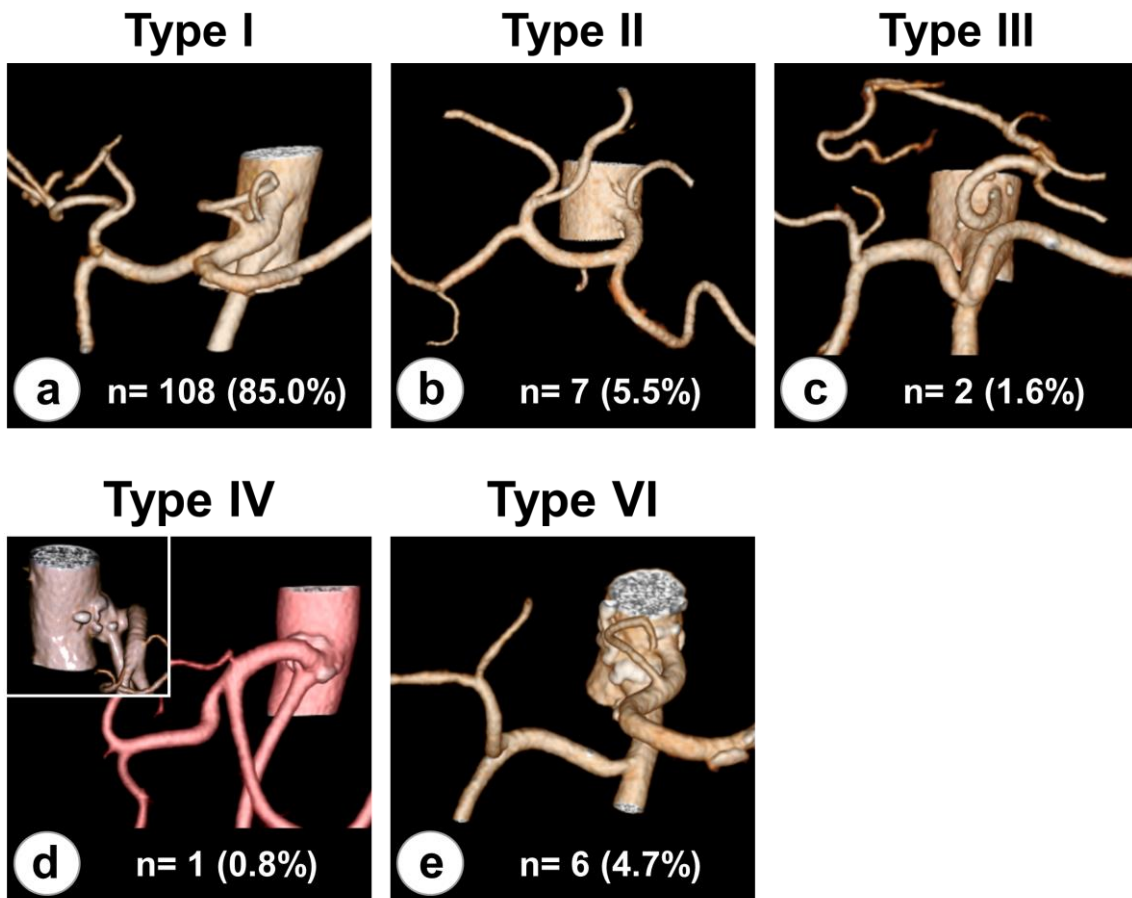 Type I
Type II
Type III
a n= 108 (85.0%)
b n= 7 (5.5%)
c n= 2 (1.6%)
Type IV
Type VI
d n= 1 (0.8%)
e n= 6 (4.7%)